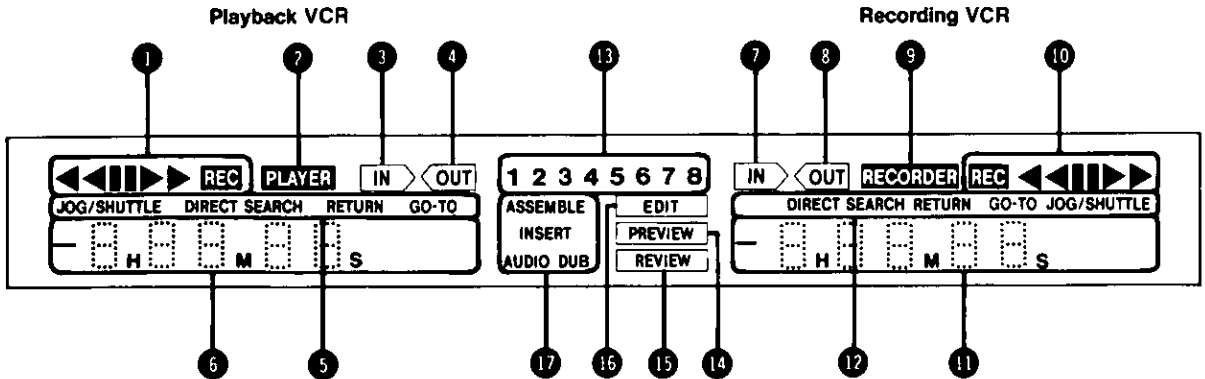 Playback VCR Recording VCR
1 2 3 4 13 7 8 9 10
REC PLAYER IN OUT 1 2 3 4 5 6 7 8 IN OUT RECORDER REC
JOG/SHUTTLE DIRECT SEARCH RETURN GO-TO ASSEMBLE EDIT DIRECT SEARCH RETURN GO-TO JOG/SHUTTLE
INSERT PREVIEW
H M S AUDIO DUB REVIEW H M S
6 5 17 16 15 14 12 11